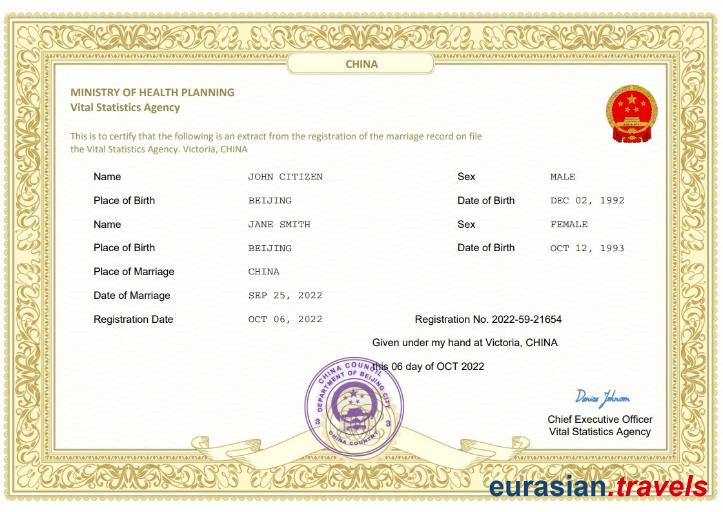 CHINA
MINISTRY OF HEALTH PLANNING
Vital Statistics Agency
This is to certify that the following is an extract from the registration of the marriage record on file
the Vital Statistics Agency. Victoria, CHINA
Name JOHN CITIZEN Sex MALE
Place of Birth BEIJING Date of Birth DEC 02, 1992
Name JANE SMITH Sex FEMALE
Place of Birth BEIJING Date of Birth OCT 12, 1993
Place of Marriage CHINA
Date of Marriage SEP 25, 2022
Registration Date OCT 06, 2022 Registration No. 2022-59-21654
Given under my hand at Victoria, CHINA
this 06 day of OCT 2022
CHINA COUNCIL
DEPARTMENT OF BEIJING CITY
3 3
CHINA COUNTRY
Denise Johnson
Chief Executive Officer
Vital Statistics Agency
eurasian.travels